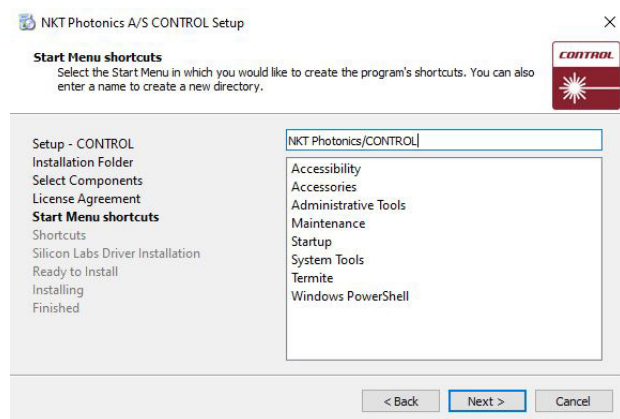 NKT Photonics A/S CONTROL Setup
Start Menu shortcuts
Select the Start Menu in which you would like to create the program's shortcuts. You can also
enter a name to create a new directory.
CONTROL
Setup - CONTROL
Installation Folder
Select Components
License Agreement
Start Menu shortcuts
Shortcuts
Silicon Labs Driver Installation
Ready to Install
Installing
Finished
NKT Photonics/CONTROL
Accessibility
Accessories
Administrative Tools
Maintenance
Startup
System Tools
Termite
Windows PowerShell
< Back
Next >
Cancel